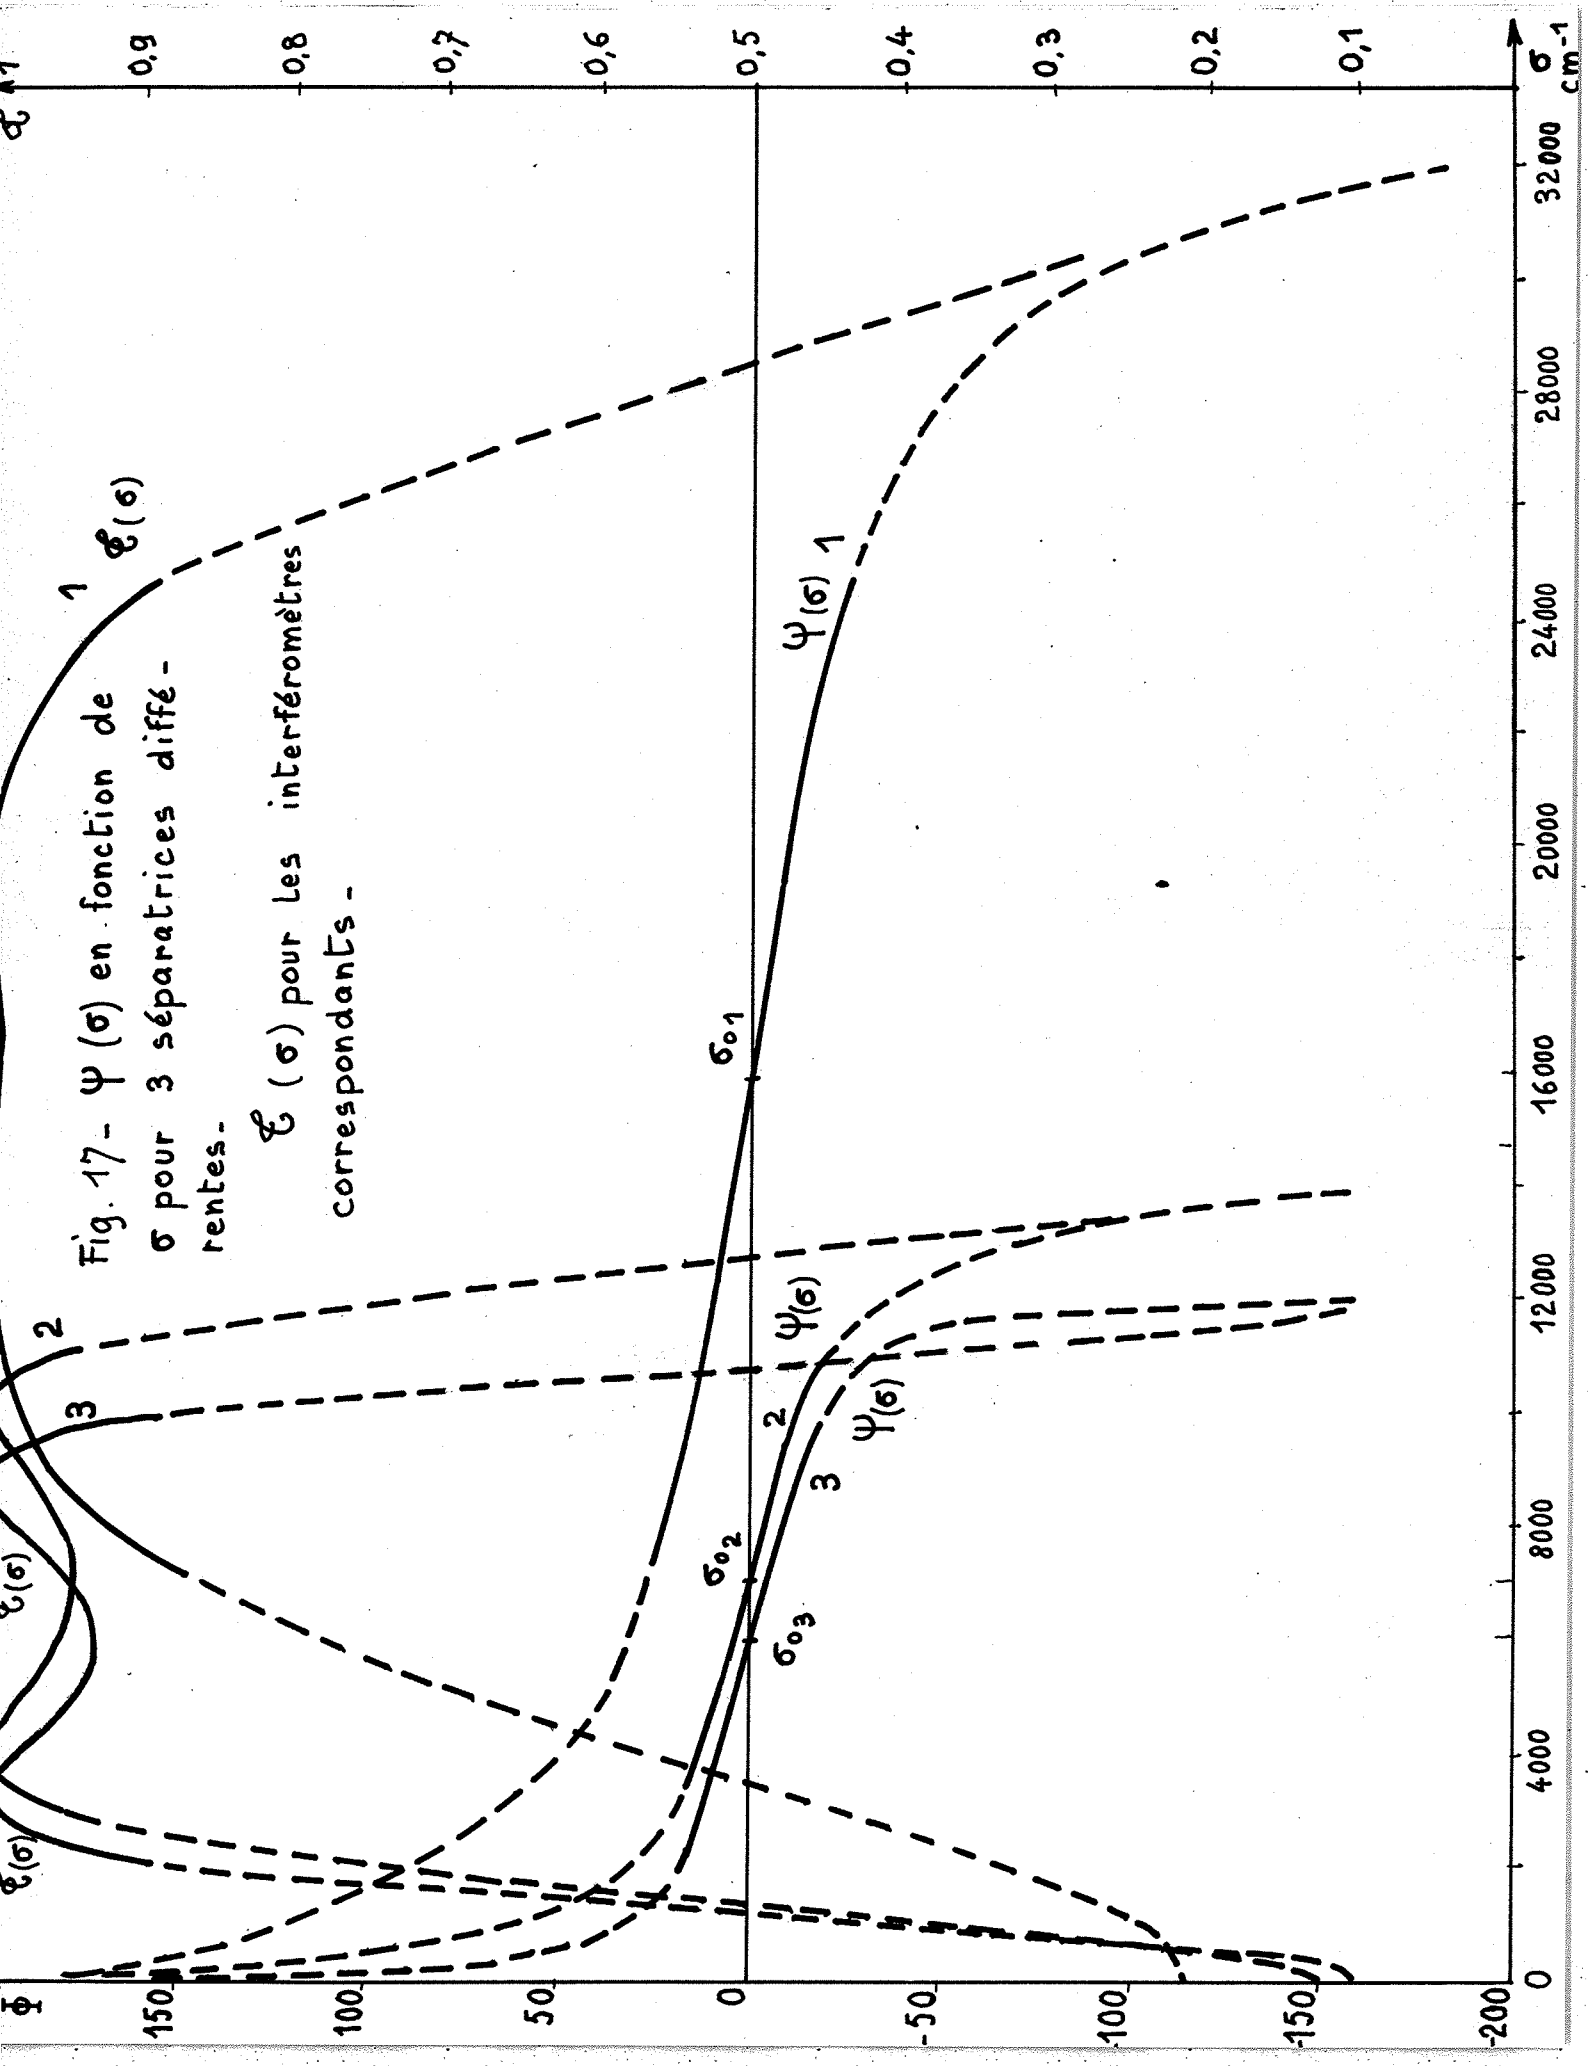 Fig. 17 - Ψ (σ) en fonction de
σ pour 3 séparatrices diffé-
rentes.
𝒞 (σ) pour les interféromètres
correspondants.
Φ
150
100
50
0
-50
-100
-150
-200
0
4000
8000
12000
16000
20000
24000
28000
32000
σ
cm⁻¹
1
0,9
0,8
0,7
0,6
0,5
0,4
0,3
0,2
0,1
𝒞(σ)
𝒞(σ)
3
2
1
𝒞(σ)
σ03
σ02
σ01
3
Ψ(σ)
2
Ψ(σ)
Ψ(σ) 1